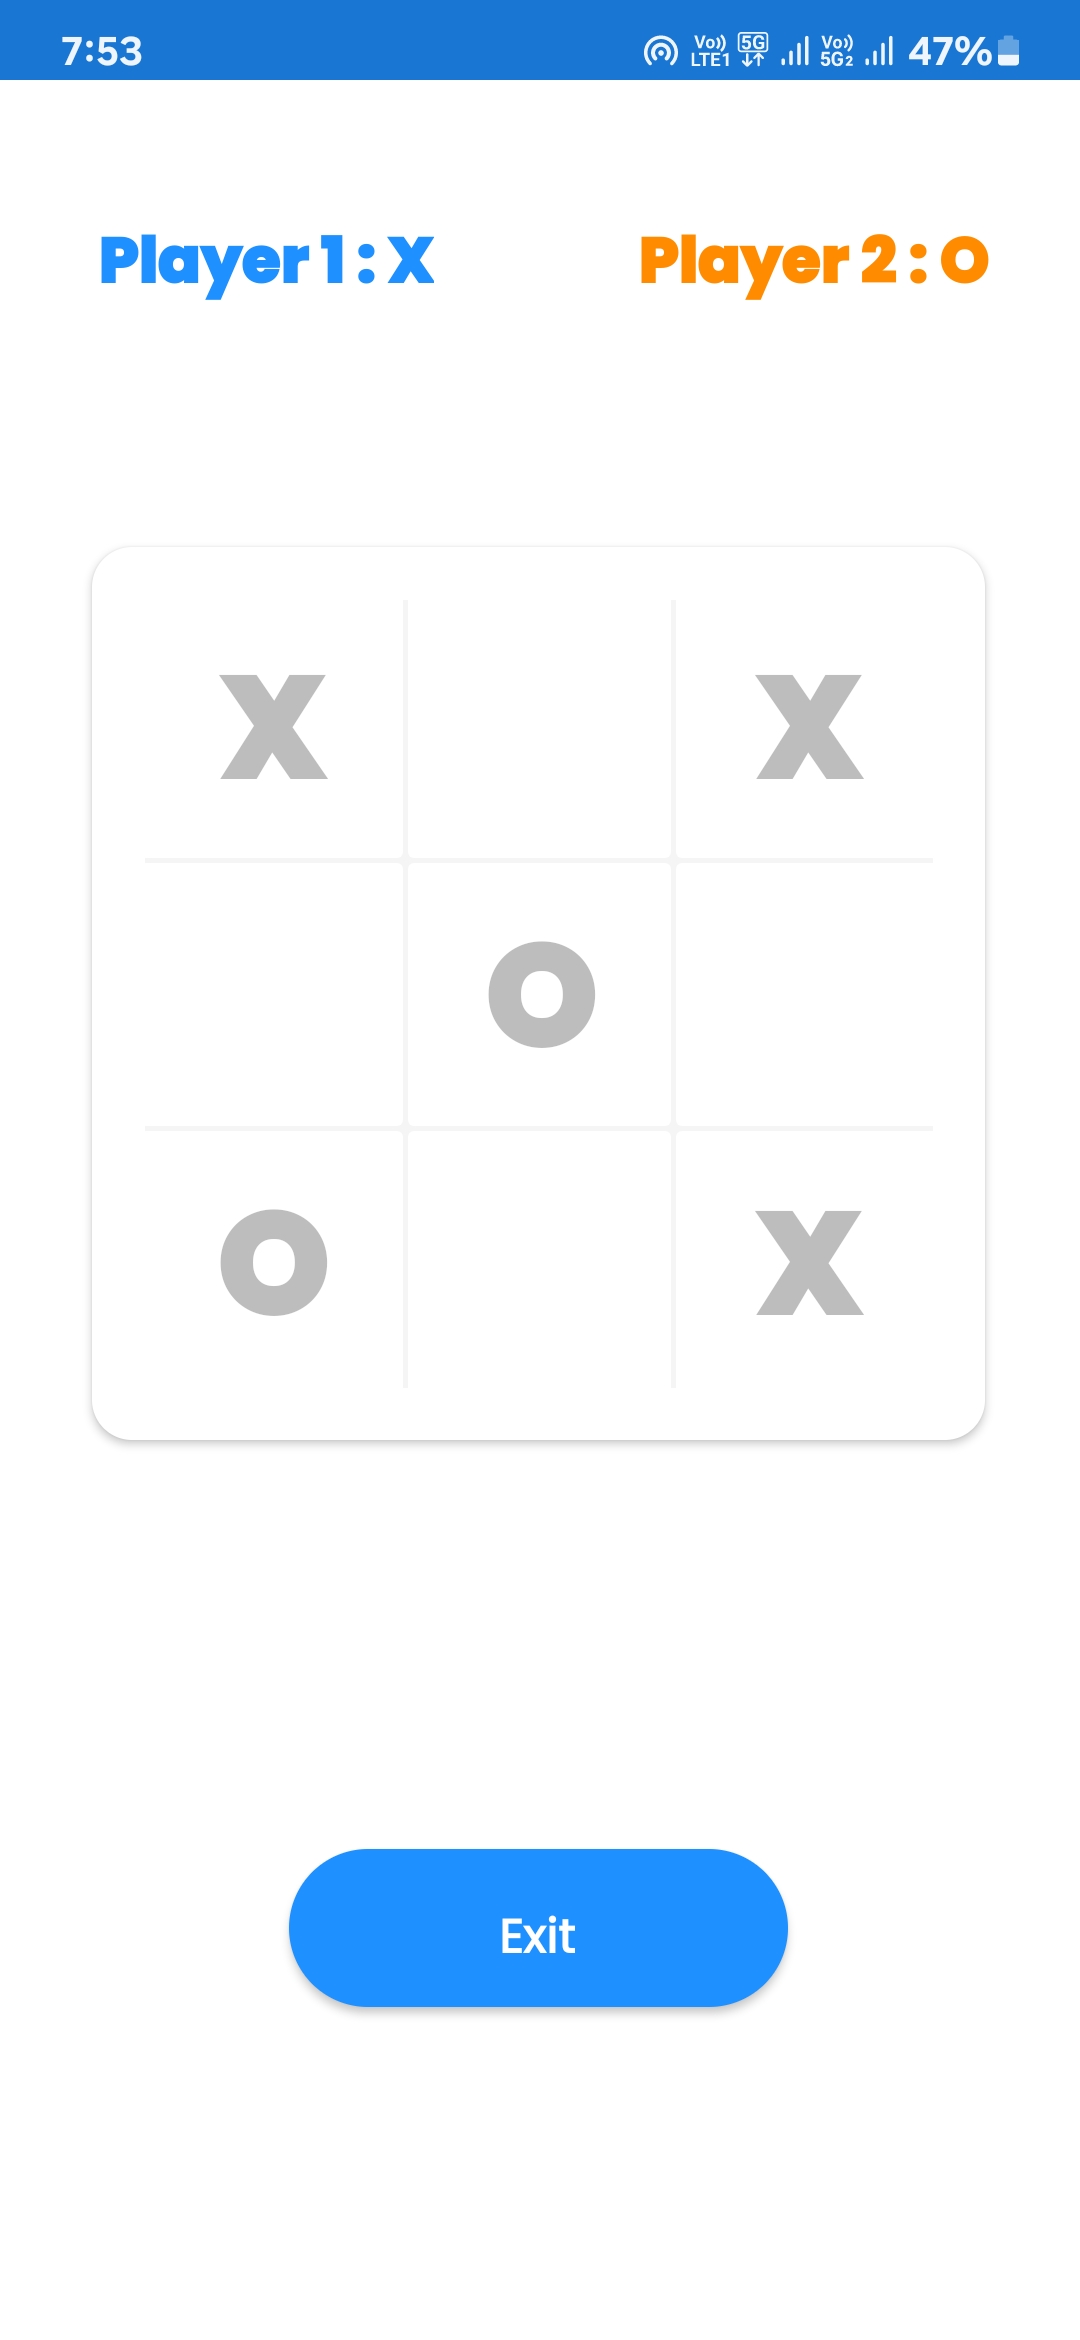 7:53 Vo)) LTE1 5G Vo)) 5G2 47%
Player 1 : X Player 2 : O
X X
O
O X
Exit